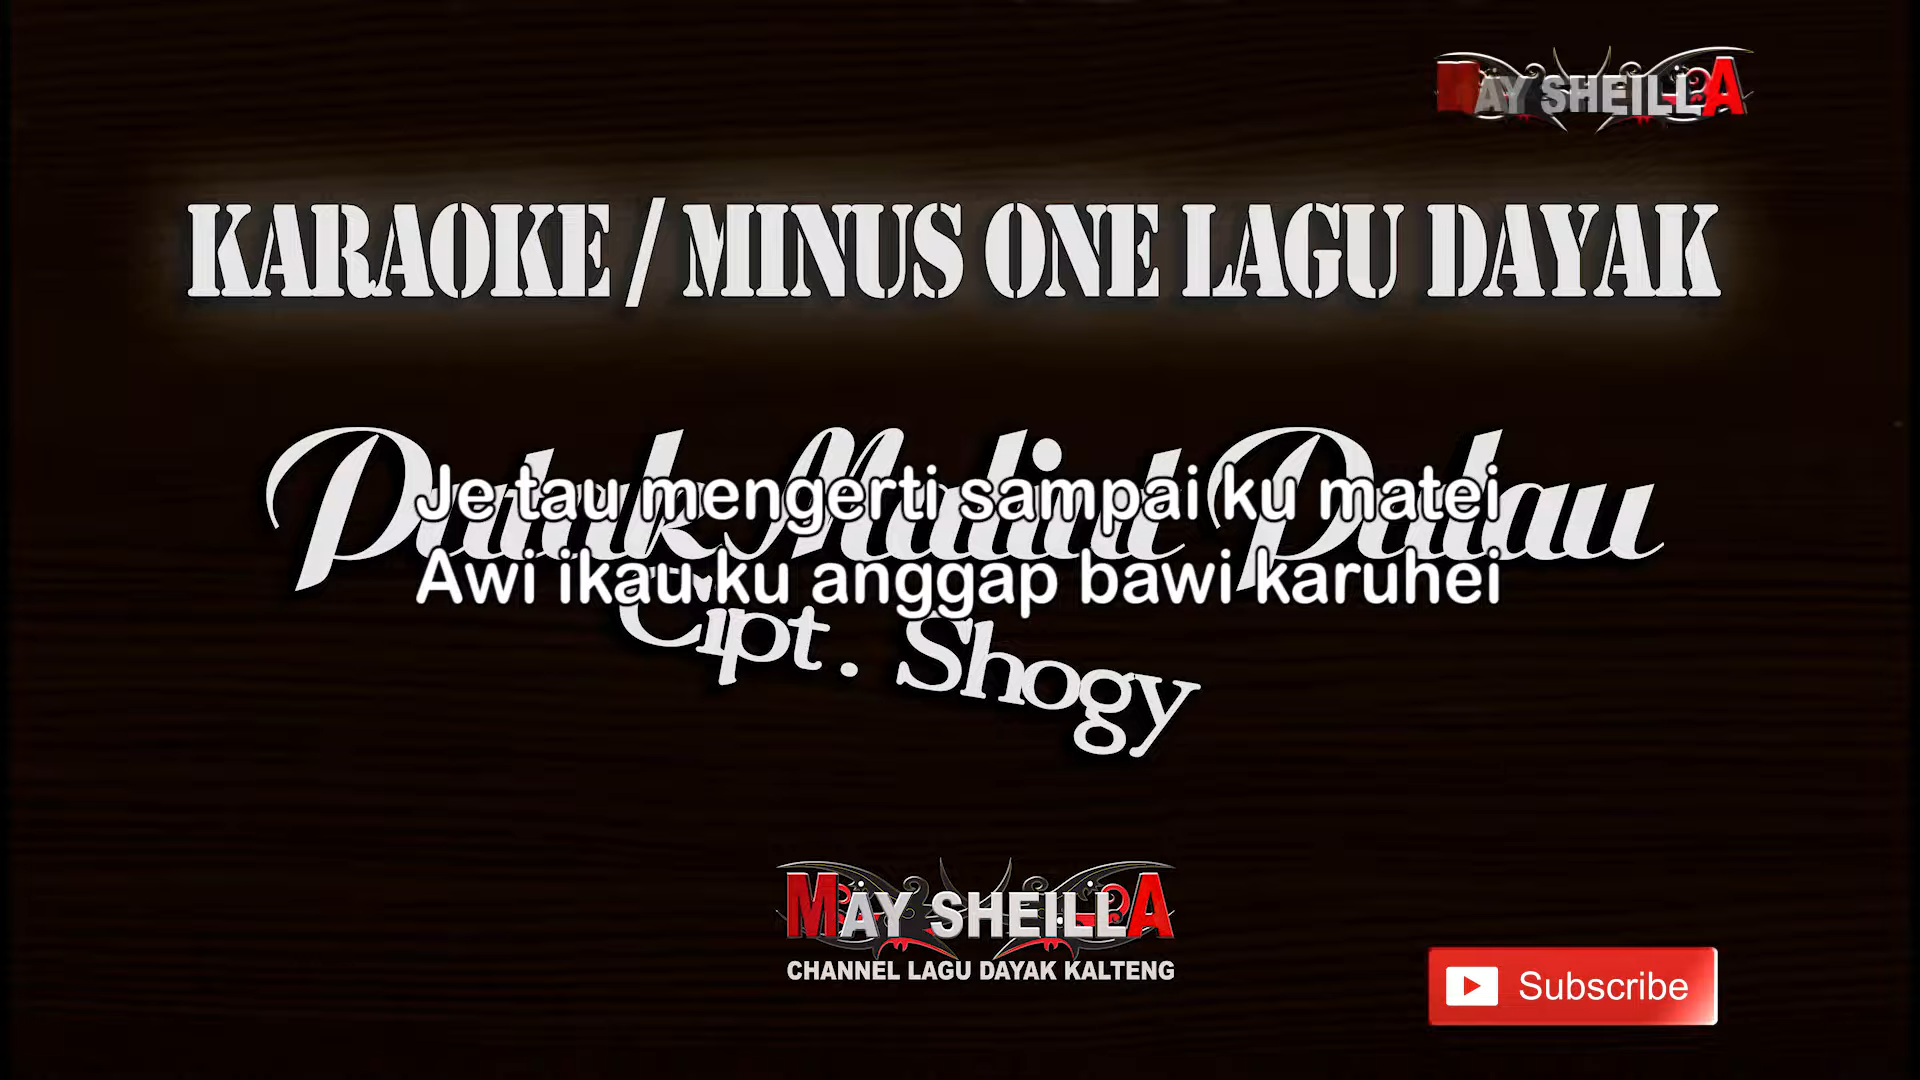 MAY SHEILLA
KARAOKE / MINUS ONE LAGU DAYAK
Je tau mengerti sampai ku matei
Awi ikau ku anggap bawi karuhei
Cipt. Shogy
MAY SHEILLA
CHANNEL LAGU DAYAK KALTENG
Subscribe